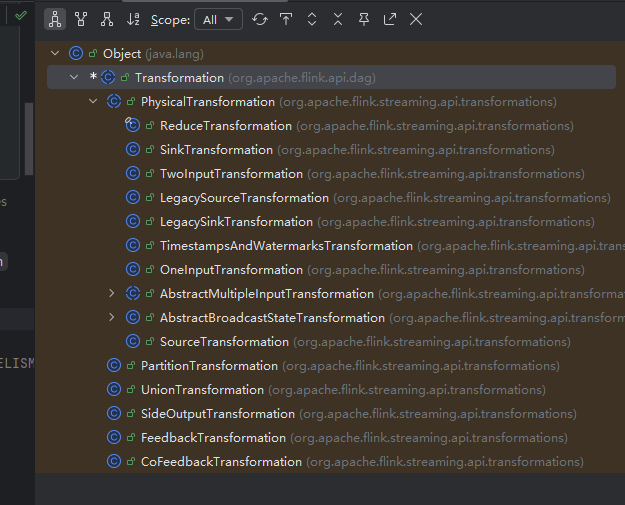 Scope: All
Object (java.lang)
* Transformation (org.apache.flink.api.dag)
PhysicalTransformation (org.apache.flink.streaming.api.transformations)
ReduceTransformation (org.apache.flink.streaming.api.transformations)
SinkTransformation (org.apache.flink.streaming.api.transformations)
TwoInputTransformation (org.apache.flink.streaming.api.transformations)
LegacySourceTransformation (org.apache.flink.streaming.api.transformations)
LegacySinkTransformation (org.apache.flink.streaming.api.transformations)
TimestampsAndWatermarksTransformation (org.apache.flink.streaming.api.trans
OneInputTransformation (org.apache.flink.streaming.api.transformations)
AbstractMultipleInputTransformation (org.apache.flink.streaming.api.transforma
AbstractBroadcastStateTransformation (org.apache.flink.streaming.api.transform
SourceTransformation (org.apache.flink.streaming.api.transformations)
PartitionTransformation (org.apache.flink.streaming.api.transformations)
UnionTransformation (org.apache.flink.streaming.api.transformations)
SideOutputTransformation (org.apache.flink.streaming.api.transformations)
FeedbackTransformation (org.apache.flink.streaming.api.transformations)
CoFeedbackTransformation (org.apache.flink.streaming.api.transformations)
es
n
ELISM